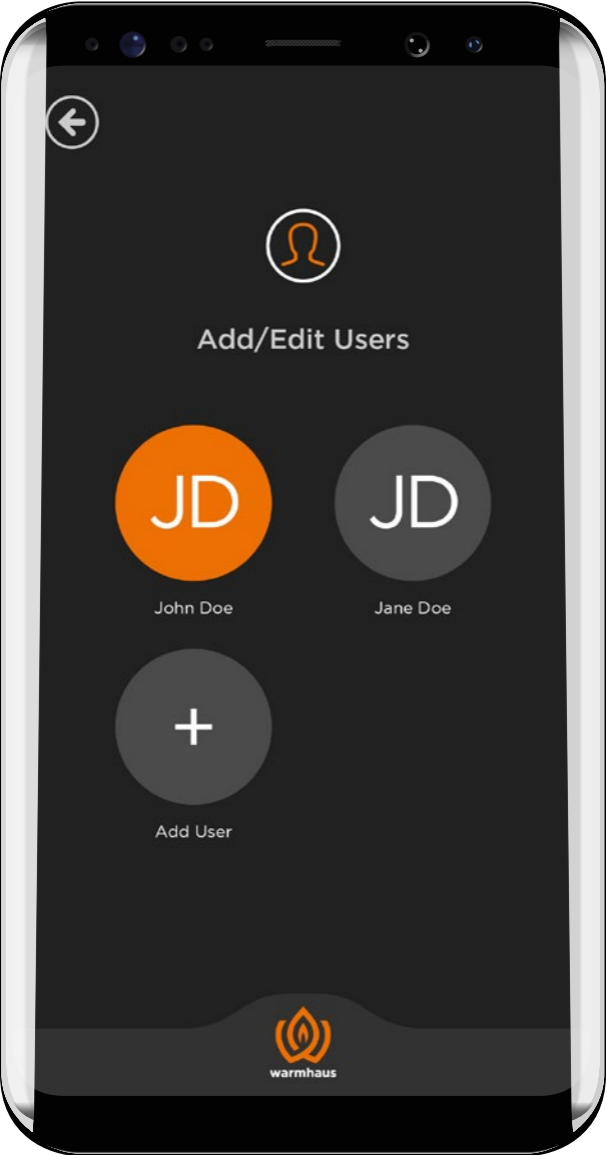 Add/Edit Users
JD
JD
John Doe
Jane Doe
+
Add User
warmhaus